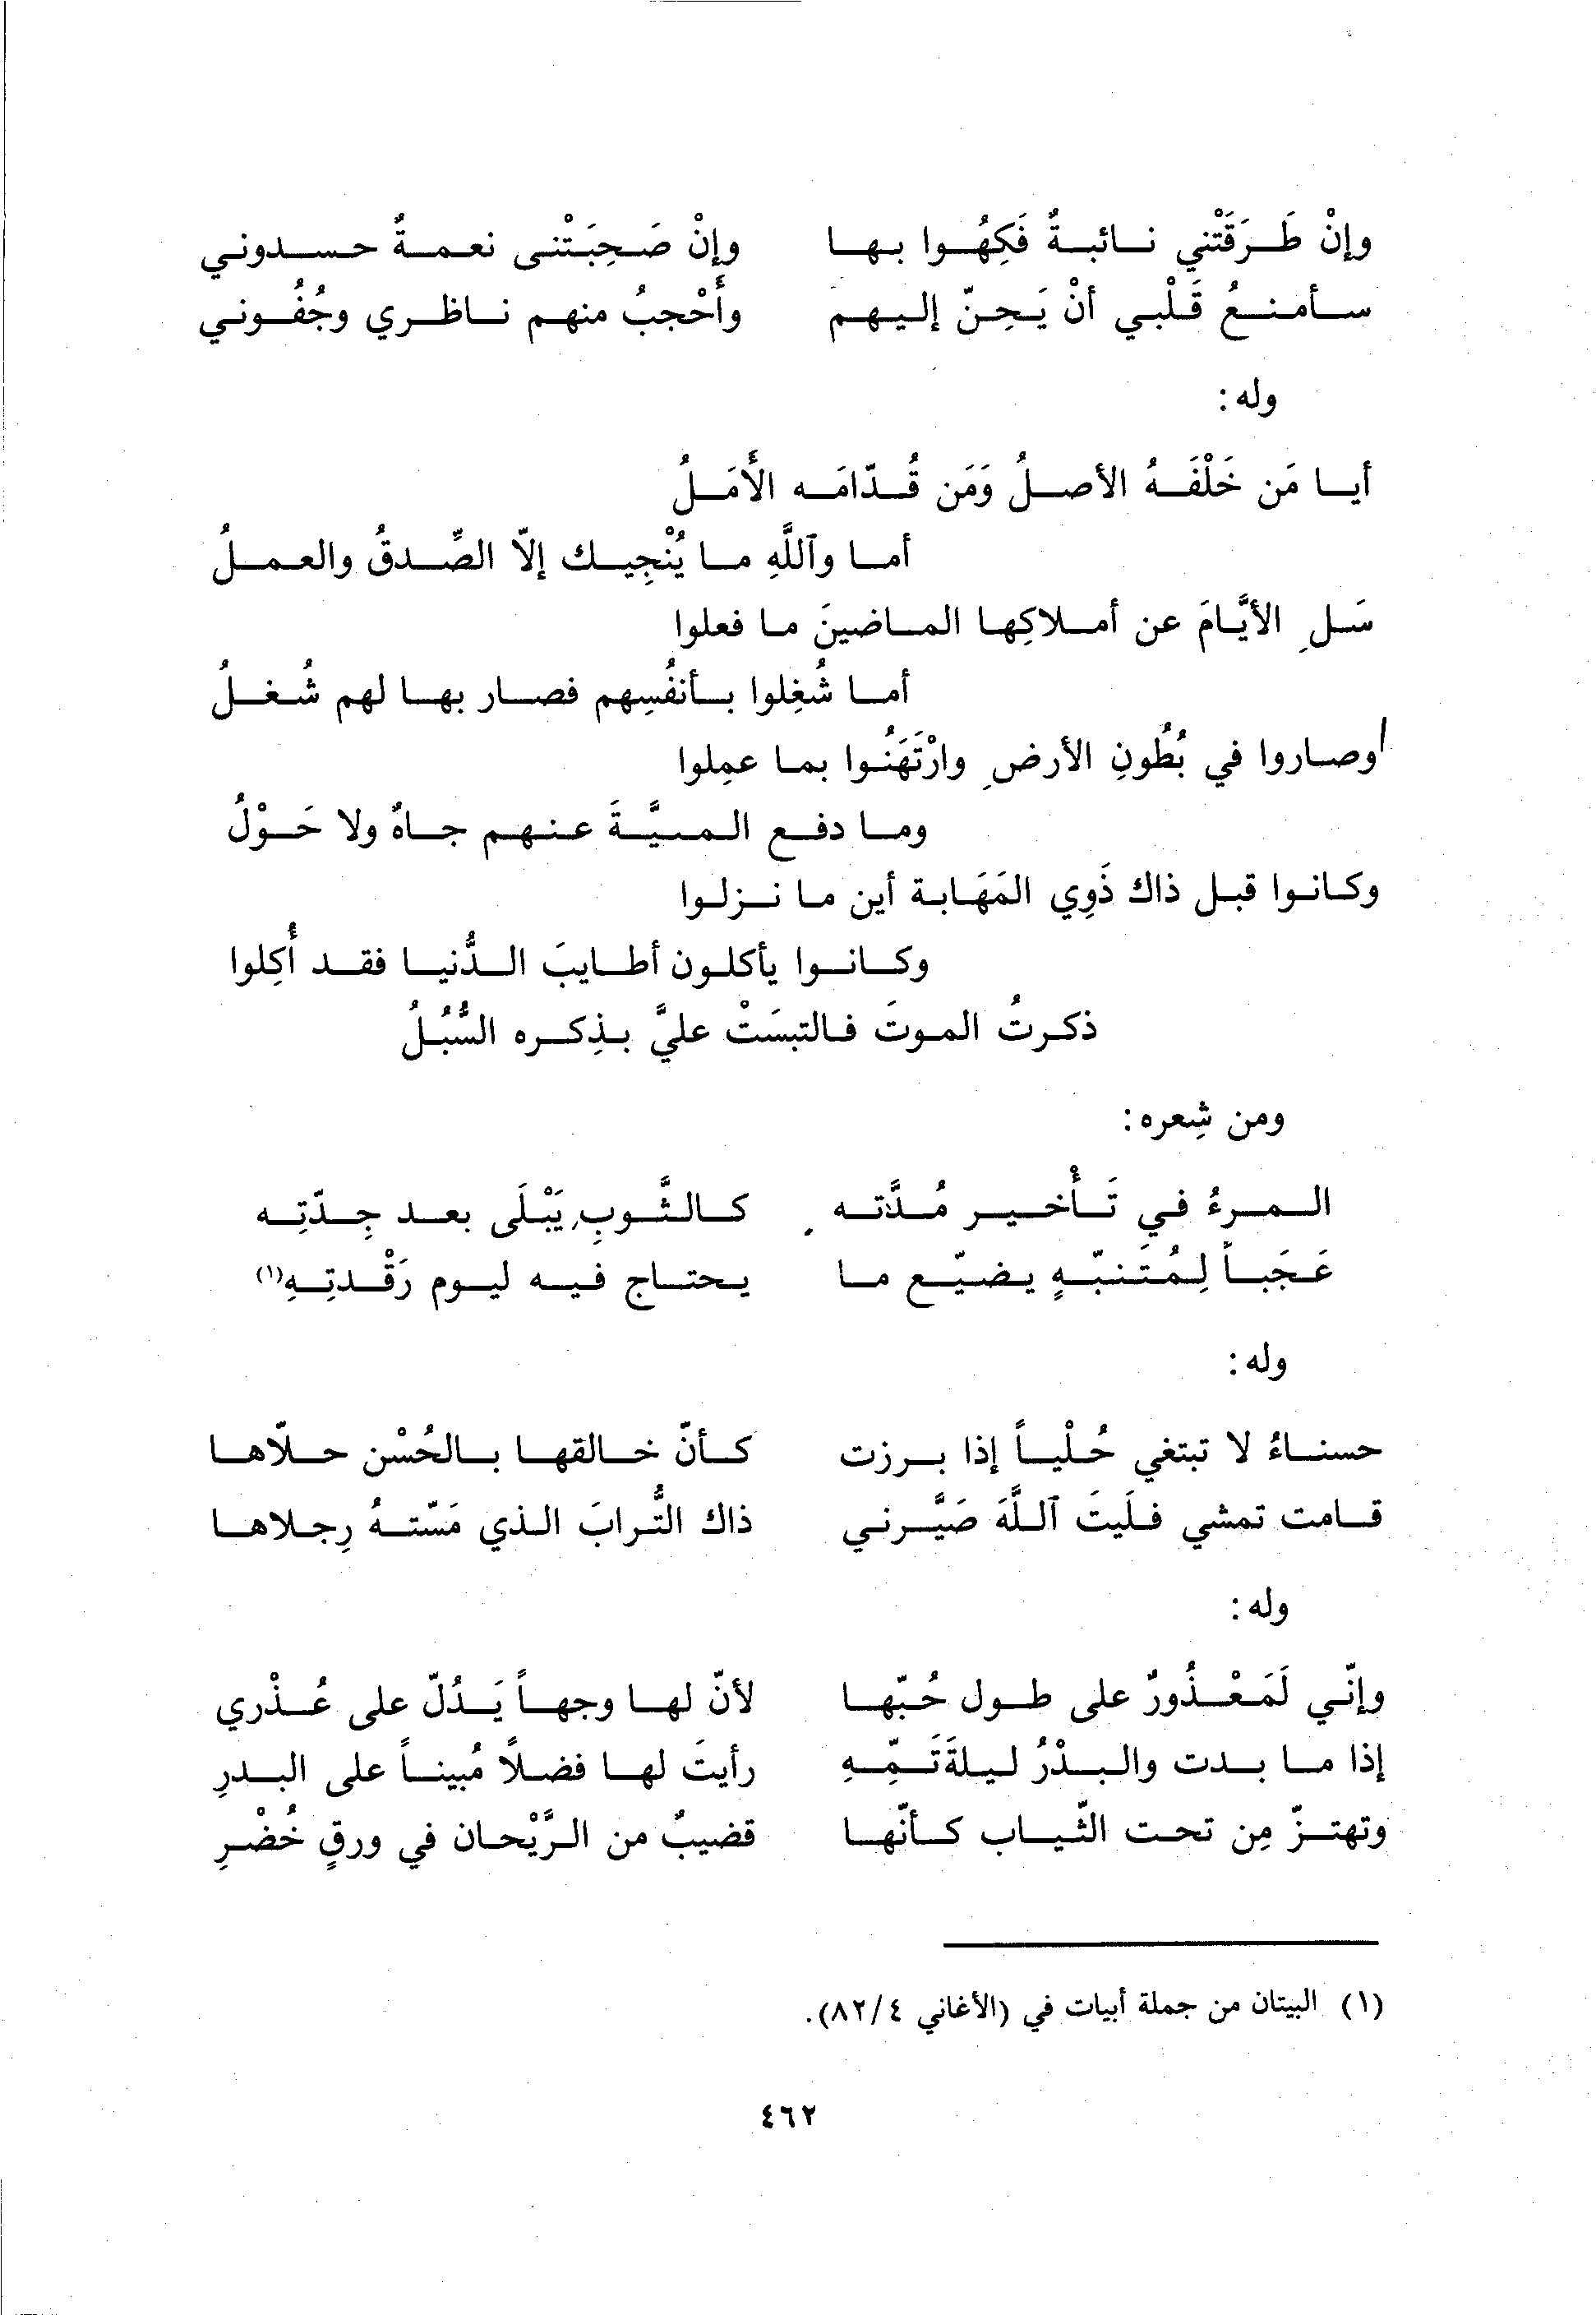 وإنْ طَرَقَتْني نائبةٌ فَكِهُوا بها وإنْ صَحِبَتْنى نعمةٌ حسدوني
سأمنعُ قَلْبي أنْ يَحِنّ إليهم وأَحْجبُ منهم ناظري وجُفُوني
وله:
أيا مَن خَلْفَهُ الأصلُ وَمَن قُدّامَه الأَمَلُ
أما وٱللَّهِ ما يُنْجِيك إلاّ الصِّدقُ والعملُ
سَلِ الأيَّامَ عن أملاكِها الماضينَ ما فعلوا
أما شُغِلوا بأنفُسِهم فصار بها لهم شُغلُ
وصاروا في بُطُونِ الأرضِ وارْتَهَنُوا بما عمِلوا
وما دفع المنيَّةَ عنهم جاهٌ ولا حَوْلُ
وكانوا قبل ذاك ذَوِي المَهَابة أين ما نزلوا
وكانوا يأكلون أطايبَ الدُّنيا فقد أُكِلوا
ذكرتُ الموتَ فالتبسَتْ عليَّ بذِكره السُّبُلُ
ومن شِعره:
المرءُ في تَأْخير مُدَّته كالثَّوبِ يَبْلَى بعد جِدّتِه
عَجَباً لِمُتَنبّهٍ يضيّع ما يحتاج فيه ليوم رَقْدتِهِ(١)
وله:
حسناءُ لا تبتغي حُلْياً إذا برزت كأنّ خالقها بالحُسْن حلاّها
قامت تمشي فلَيتَ ٱللَّهَ صَيَّرني ذاك التُّرابَ الذي مَسّتهُ رِجلاها
وله:
وإنّي لَمَعْذُورٌ على طول حُبّها لأنّ لها وجهاً يَدُلّ على عُذْري
إذا ما بدت والبدْرُ ليلةَ تَمِّهِ رأيتَ لها فضلاً مُبيناً على البدرِ
وتهتزّ مِن تحت الثّياب كأنّها قضيبٌ من الرَّيْحان في ورقٍ خُضْرِ
(١) البيتان من جملة أبيات في (الأغاني ٤/٨٢).
٤٦٢